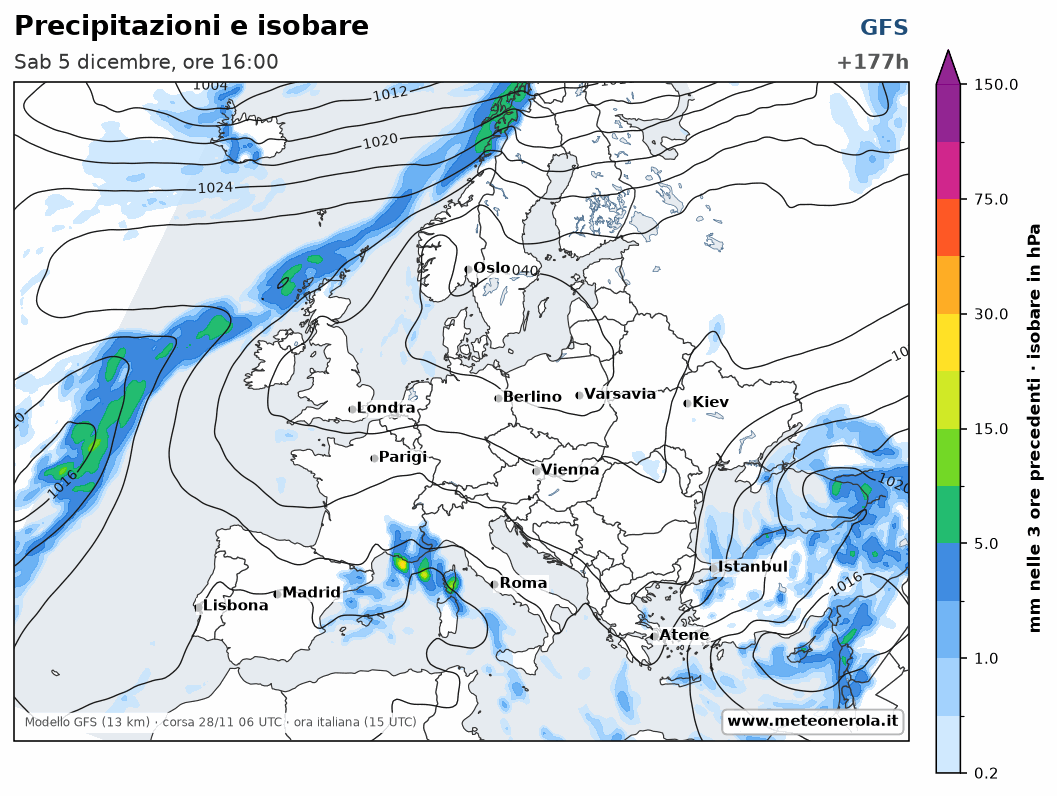 Precipitazioni e isobare
GFS
Sab 5 dicembre, ore 16:00
+177h
1004
1012
1020
1024
Oslo
040
Londra
Berlino
Varsavia
Kiev
Parigi
Vienna
1016
1020
Istanbul
1016
Roma
Madrid
Lisbona
Atene
Modello GFS (13 km) · corsa 28/11 06 UTC · ora italiana (15 UTC)
www.meteonerola.it
150.0
75.0
30.0
15.0
5.0
1.0
0.2
mm nelle 3 ore precedenti · isobare in hPa